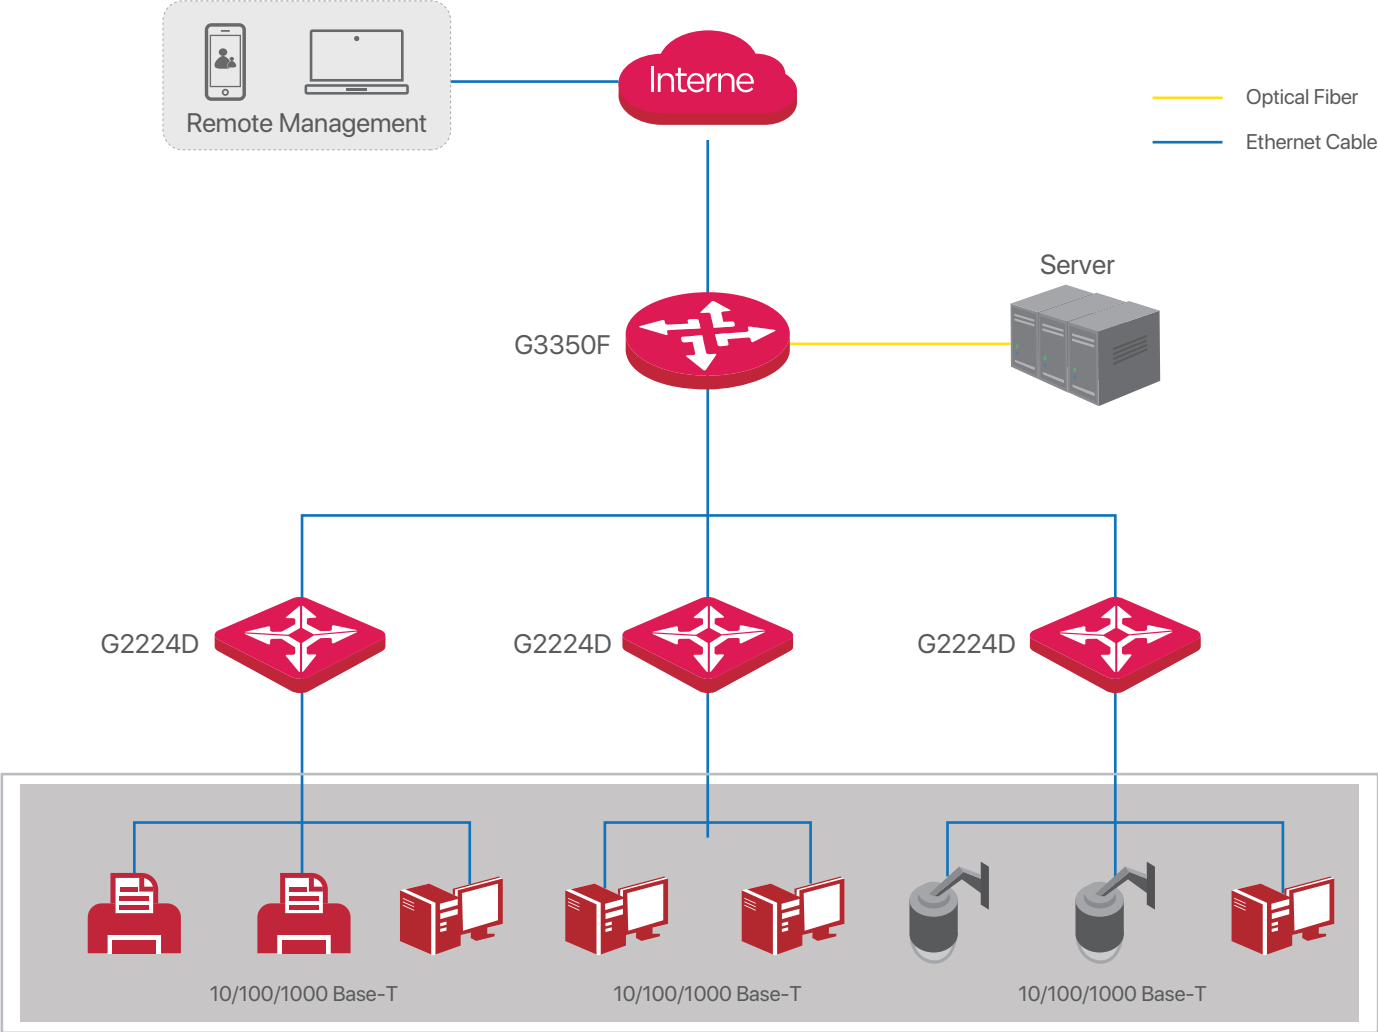 Interne
Remote Management
Optical Fiber
Ethernet Cable
Server
G3350F
G2224D
G2224D
G2224D
10/100/1000 Base-T
10/100/1000 Base-T
10/100/1000 Base-T